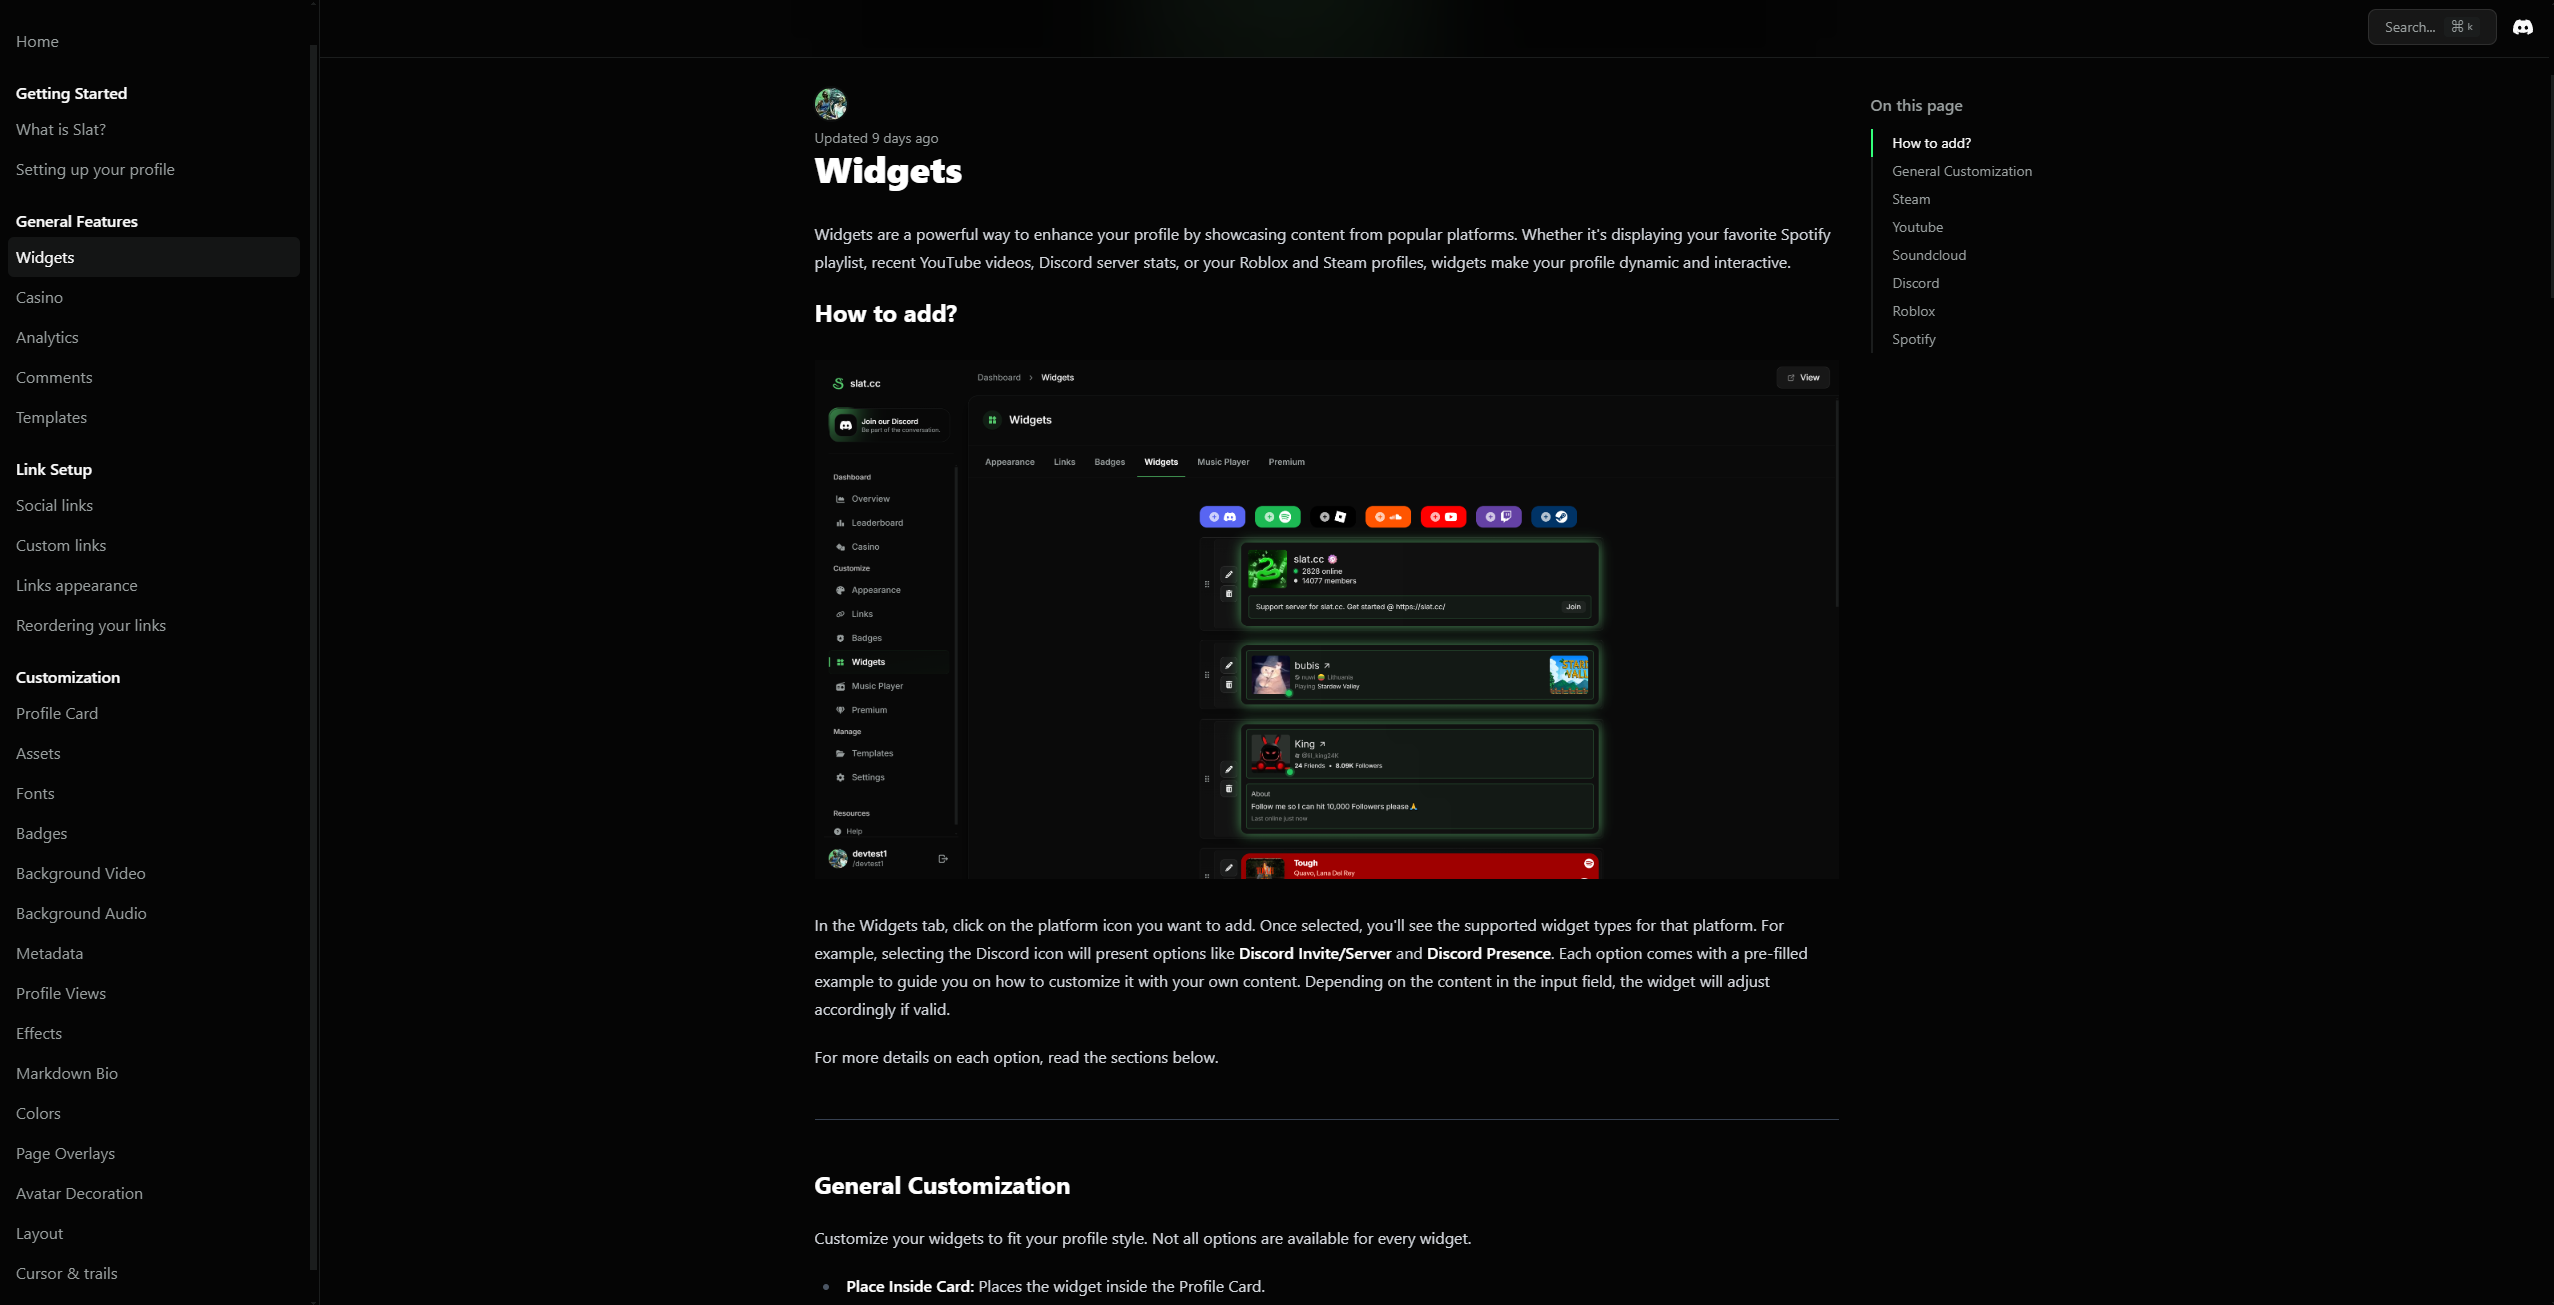 Home
Getting Started
What is Slat?
Setting up your profile
General Features
Widgets
Casino
Analytics
Comments
Templates
Link Setup
Social links
Custom links
Links appearance
Reordering your links
Customization
Profile Card
Assets
Fonts
Badges
Background Video
Background Audio
Metadata
Profile Views
Effects
Markdown Bio
Colors
Page Overlays
Avatar Decoration
Layout
Cursor & trails
Search... ⌘ k
Updated 9 days ago
Widgets
Widgets are a powerful way to enhance your profile by showcasing content from popular platforms. Whether it's displaying your favorite Spotify
playlist, recent YouTube videos, Discord server stats, or your Roblox and Steam profiles, widgets make your profile dynamic and interactive.
How to add?
slat.cc
Join our Discord
Be part of the conversation.
Dashboard
Overview
Leaderboard
Casino
Customize
Appearance
Links
Badges
Widgets
Music Player
Premium
Manage
Templates
Settings
Resources
Help
devtest1
/devtest1
Dashboard > Widgets
View
Widgets
Appearance Links Badges Widgets Music Player Premium
slat.cc
2828 online
14077 members
Support server for slat.cc. Get started @ https://slat.cc/ Join
bubis
Lithuania
Playing Stardew Valley
King
@lil_king24K
24 Friends • 8.09K Followers
About
Follow me so I can hit 10,000 Followers please🙏
Last online just now
Tough
Quavo, Lana Del Rey
In the Widgets tab, click on the platform icon you want to add. Once selected, you'll see the supported widget types for that platform. For
example, selecting the Discord icon will present options like Discord Invite/Server and Discord Presence. Each option comes with a pre-filled
example to guide you on how to customize it with your own content. Depending on the content in the input field, the widget will adjust
accordingly if valid.
For more details on each option, read the sections below.
General Customization
Customize your widgets to fit your profile style. Not all options are available for every widget.
• Place Inside Card: Places the widget inside the Profile Card.
On this page
How to add?
General Customization
Steam
Youtube
Soundcloud
Discord
Roblox
Spotify